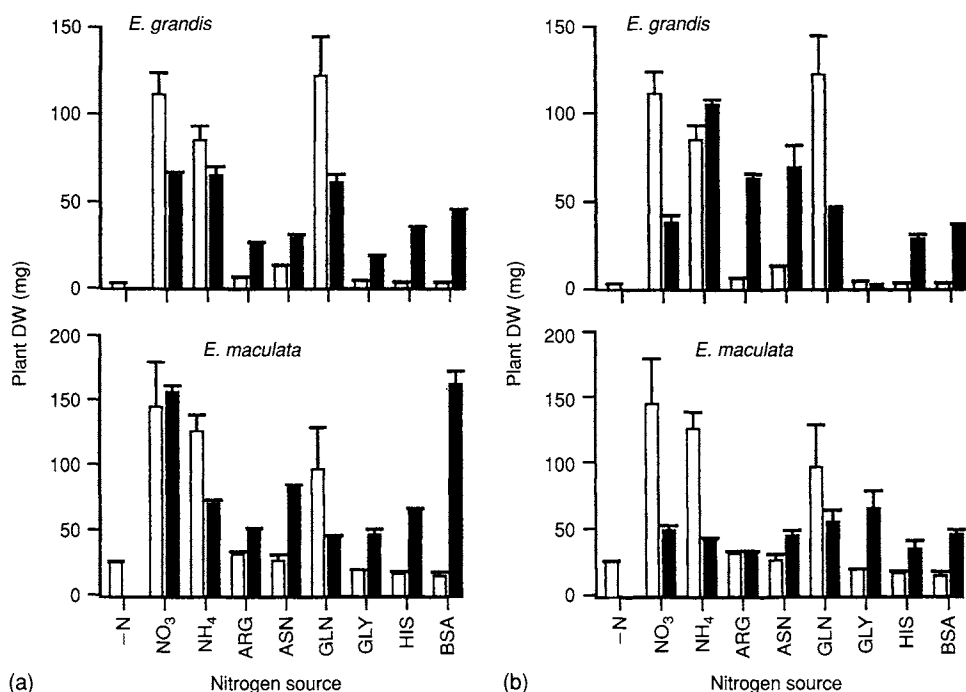 E. grandis
150
100
50
0
E. maculata
200
150
100
50
0
Plant DW (mg)
–N
NO3
NH4
ARG
ASN
GLN
GLY
HIS
BSA
(a)
Nitrogen source
E. grandis
150
100
50
0
E. maculata
200
150
100
50
0
Plant DW (mg)
–N
NO3
NH4
ARG
ASN
GLN
GLY
HIS
BSA
(b)
Nitrogen source